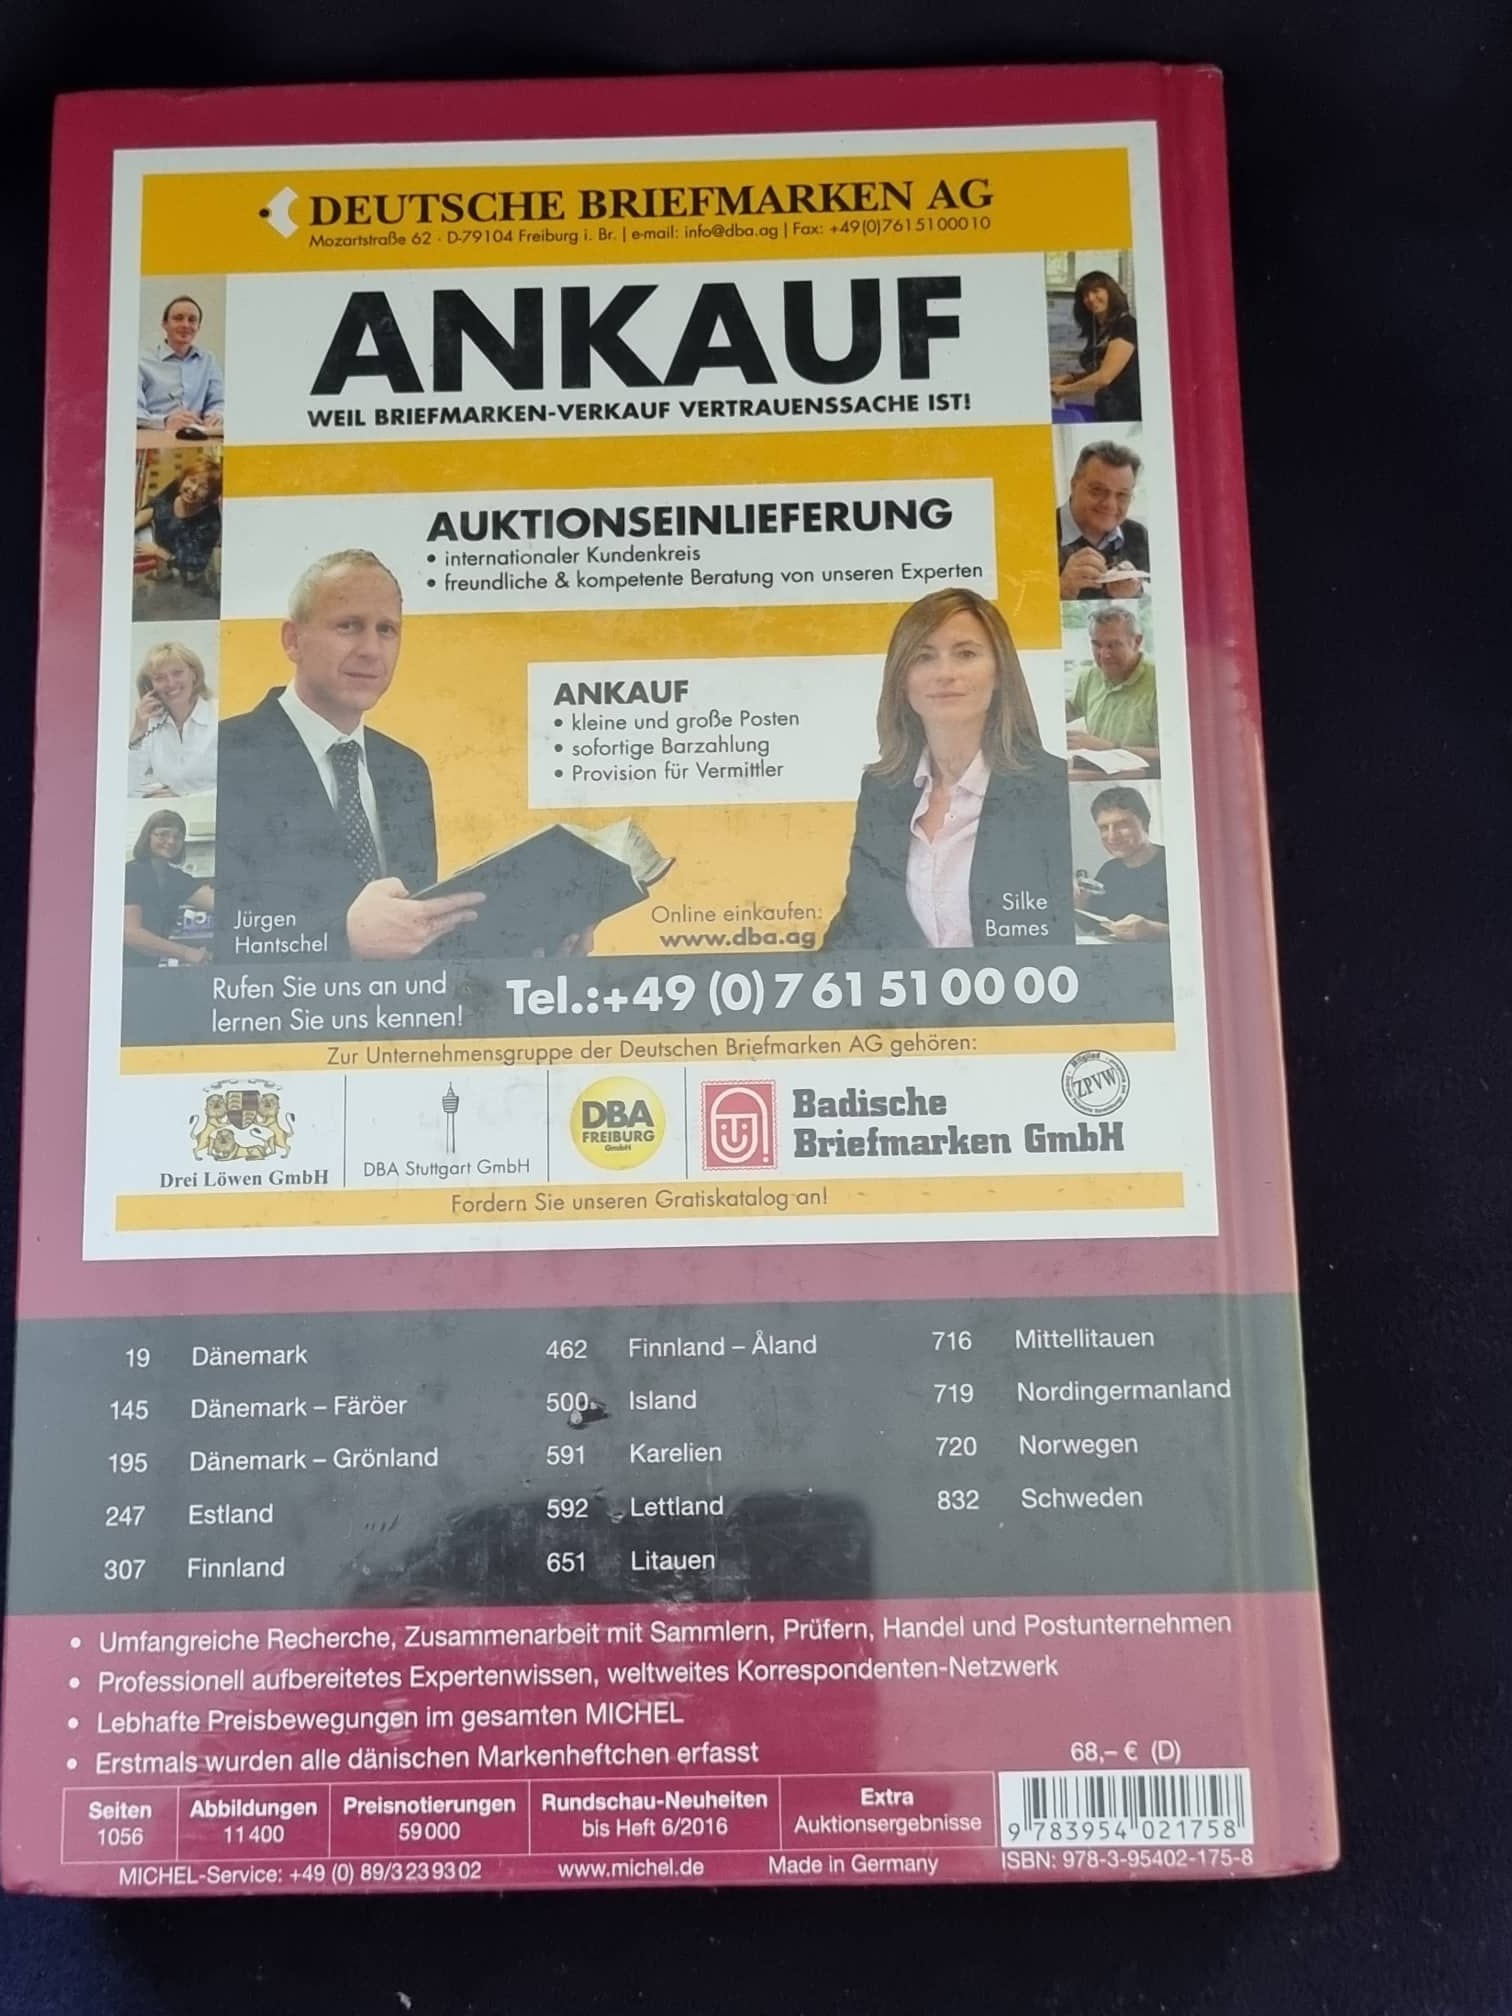 DEUTSCHE BRIEFMARKEN AG
Mozartstraße 62 · D-79104 Freiburg i. Br. | e-mail: info@dba.ag | Fax: +49(0)7615100010
ANKAUF
WEIL BRIEFMARKEN-VERKAUF VERTRAUENSSACHE IST!
AUKTIONSEINLIEFERUNG
• internationaler Kundenkreis
• freundliche & kompetente Beratung von unseren Experten
ANKAUF
• kleine und große Posten
• sofortige Barzahlung
• Provision für Vermittler
Jürgen
Hantschel
Online einkaufen:
www.dba.ag
Silke
Bames
Rufen Sie uns an und
lernen Sie uns kennen!
Tel.:+49 (0) 7 61 51 00 00
Zur Unternehmensgruppe der Deutschen Briefmarken AG gehören:
Drei Löwen GmbH
DBA Stuttgart GmbH
DBA
FREIBURG
GmbH
Badische
Briefmarken GmbH
Mitglied
ZPVW
Fordern Sie unseren Gratiskatalog an!
19 Dänemark
145 Dänemark – Färöer
195 Dänemark – Grönland
247 Estland
307 Finnland
462 Finnland – Åland
500 Island
591 Karelien
592 Lettland
651 Litauen
716 Mittellitauen
719 Nordingermanland
720 Norwegen
832 Schweden
• Umfangreiche Recherche, Zusammenarbeit mit Sammlern, Prüfern, Handel und Postunternehmen
• Professionell aufbereitetes Expertenwissen, weltweites Korrespondenten-Netzwerk
• Lebhafte Preisbewegungen im gesamten MICHEL
• Erstmals wurden alle dänischen Markenheftchen erfasst
68,– € (D)
Seiten
1056
Abbildungen
11 400
Preisnotierungen
59 000
Rundschau-Neuheiten
bis Heft 6/2016
Extra
Auktionsergebnisse
9 783954 021758
MICHEL-Service: +49 (0) 89/3 23 93 02 www.michel.de Made in Germany ISBN: 978-3-95402-175-8